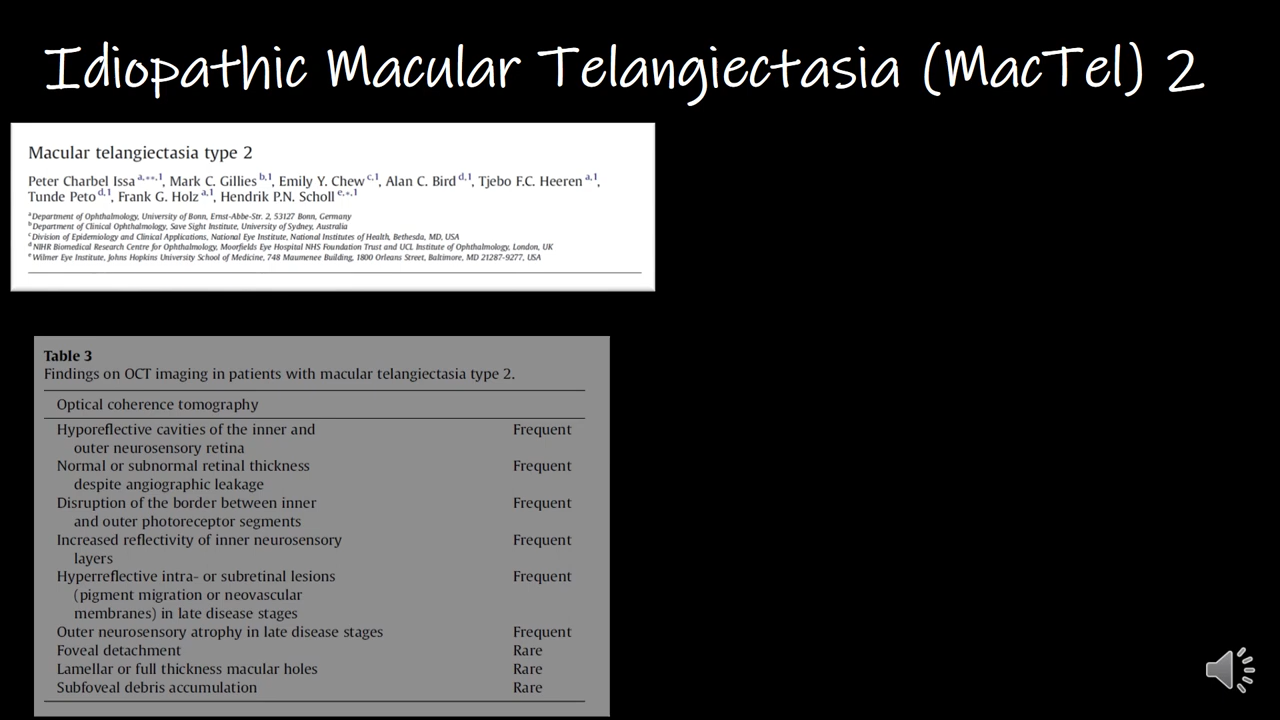 Idiopathic Macular Telangiectasia (MacTel) 2
Macular telangiectasia type 2
Peter Charbel Issa a,**,1, Mark C. Gillies b,1, Emily Y. Chew c,1, Alan C. Bird d,1, Tjebo F.C. Heeren a,1,
Tunde Peto d,1, Frank G. Holz a,1, Hendrik P.N. Scholl e,*,1
a Department of Ophthalmology, University of Bonn, Ernst-Abbe-Str. 2, 53127 Bonn, Germany
b Department of Clinical Ophthalmology, Save Sight Institute, University of Sydney, Australia
c Division of Epidemiology and Clinical Applications, National Eye Institute, National Institutes of Health, Bethesda, MD, USA
d NIHR Biomedical Research Centre for Ophthalmology, Moorfields Eye Hospital NHS Foundation Trust and UCL Institute of Ophthalmology, London, UK
e Wilmer Eye Institute, Johns Hopkins University School of Medicine, 748 Maumenee Building, 1800 Orleans Street, Baltimore, MD 21287-9277, USA
Table 3
Findings on OCT imaging in patients with macular telangiectasia type 2.
Optical coherence tomography
Hyporeflective cavities of the inner and Frequent
outer neurosensory retina
Normal or subnormal retinal thickness Frequent
despite angiographic leakage
Disruption of the border between inner Frequent
and outer photoreceptor segments
Increased reflectivity of inner neurosensory Frequent
layers
Hyperreflective intra- or subretinal lesions Frequent
(pigment migration or neovascular
membranes) in late disease stages
Outer neurosensory atrophy in late disease stages Frequent
Foveal detachment Rare
Lamellar or full thickness macular holes Rare
Subfoveal debris accumulation Rare